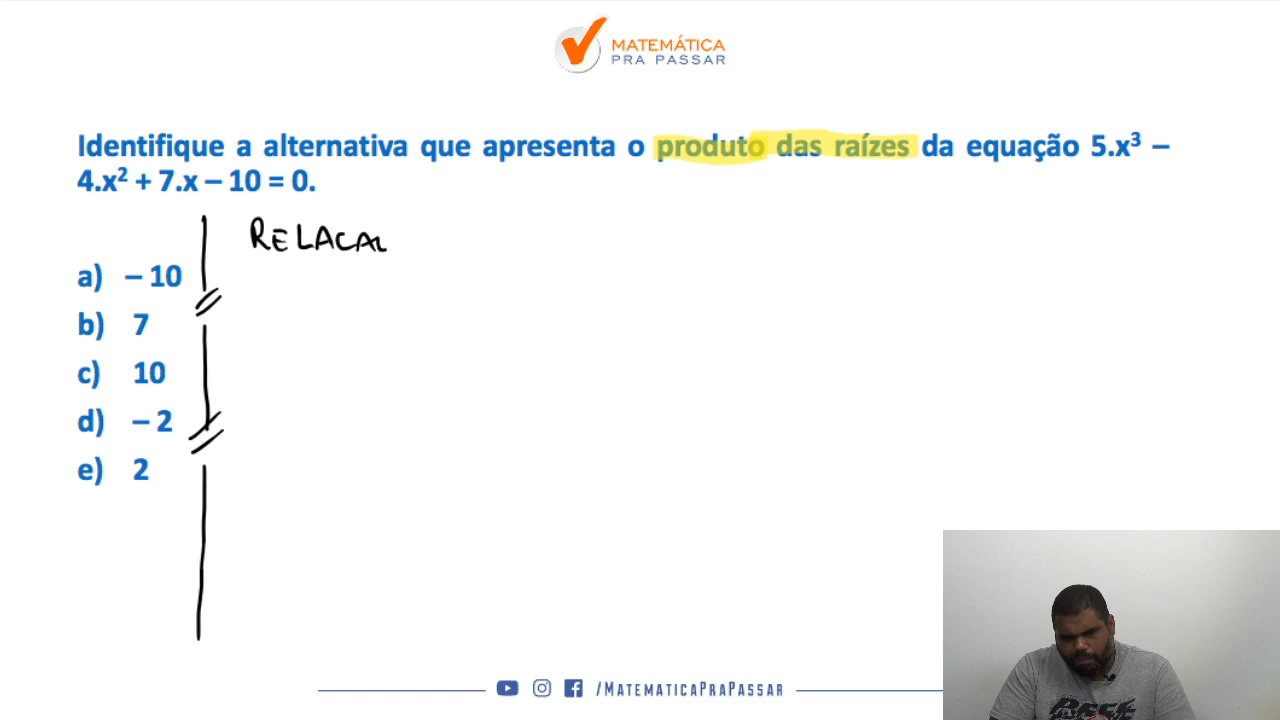 MATEMÁTICA
PRA PASSAR
Identifique a alternativa que apresenta o produto das raízes da equação 5.x³ –
4.x² + 7.x – 10 = 0.
RELACAL
a) – 10
b) 7
c) 10
d) – 2
e) 2
/MATEMATICAPRAPASSAR